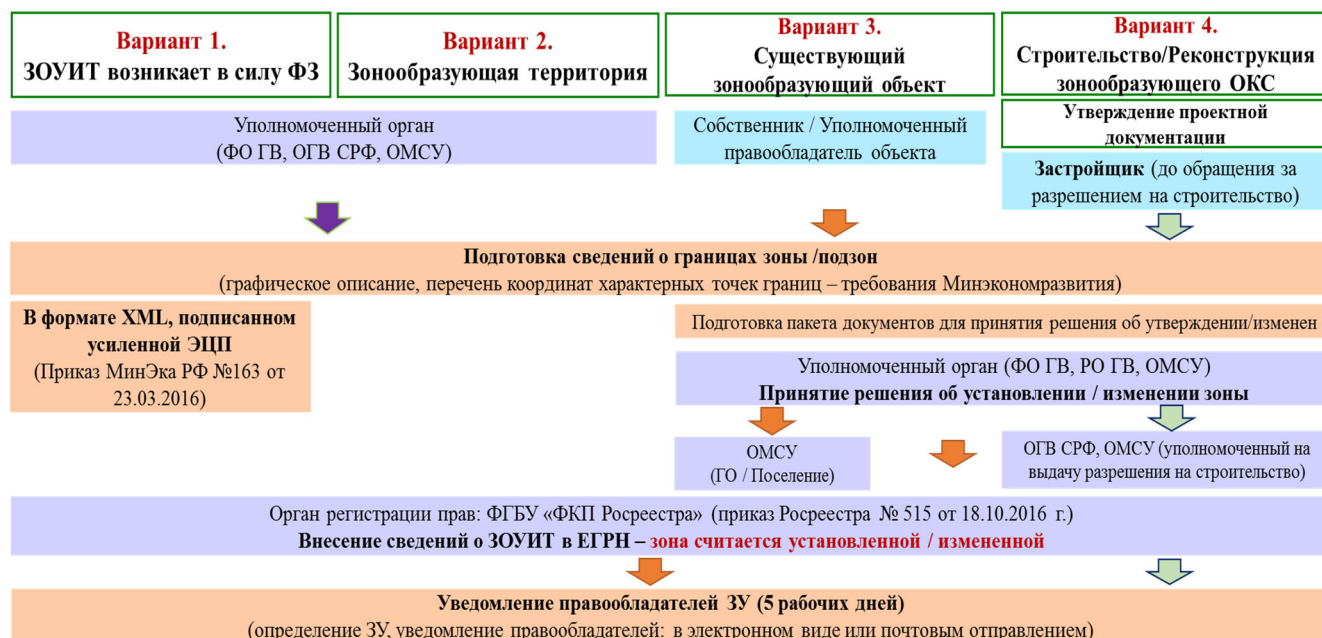 Вариант 1.
ЗОУИТ возникает в силу ФЗ
Вариант 2.
Зонообразующая территория
Вариант 3.
Существующий
зонообразующий объект
Вариант 4.
Строительство/Реконструкция
зонообразующего ОКС
Утверждение проектной
документации
Уполномоченный орган
(ФО ГВ, ОГВ СРФ, ОМСУ)
Собственник / Уполномоченный
правообладатель объекта
Застройщик (до обращения за
разрешением на строительство)
Подготовка сведений о границах зоны /подзон
(графическое описание, перечень координат характерных точек границ – требования Минэкономразвития)
В формате XML, подписанном
усиленной ЭЦП
(Приказ МинЭка РФ №163 от
23.03.2016)
Подготовка пакета документов для принятия решения об утверждении/изменен
Уполномоченный орган (ФО ГВ, РО ГВ, ОМСУ)
Принятие решения об установлении / изменении зоны
ОМСУ
(ГО / Поселение)
ОГВ СРФ, ОМСУ (уполномоченный на
выдачу разрешения на строительство)
Орган регистрации прав: ФГБУ «ФКП Росреестра» (приказ Росреестра № 515 от 18.10.2016 г.)
Внесение сведений о ЗОУИТ в ЕГРН – зона считается установленной / измененной
Уведомление правообладателей ЗУ (5 рабочих дней)
(определение ЗУ, уведомление правообладателей: в электронном виде или почтовым отправлением)